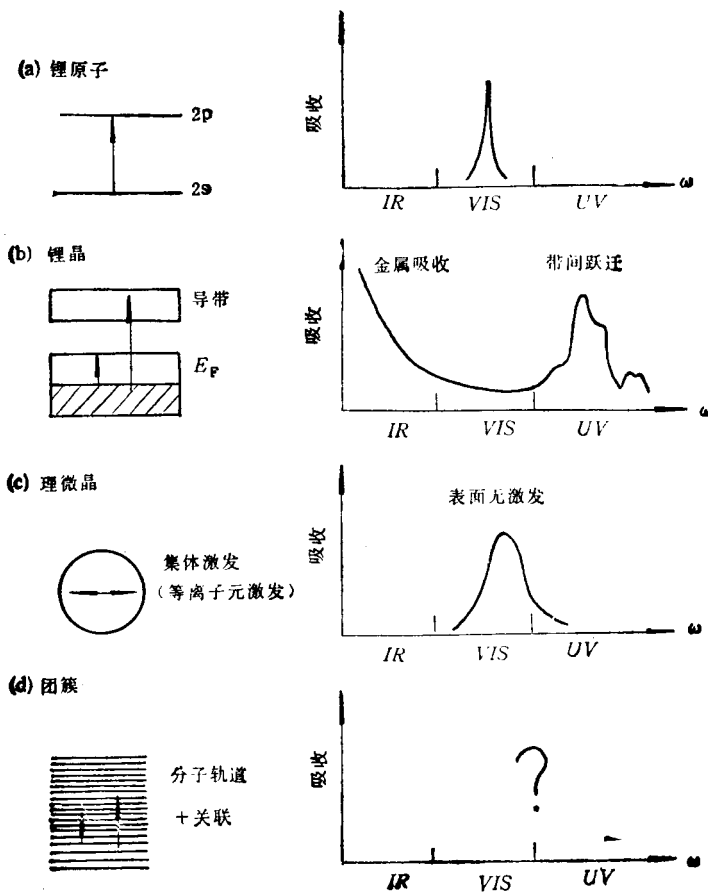 (a) 锂原子
2p
2s
吸收
IR VIS UV
ω
(b) 锂晶
导带
E_F
金属吸收 带间跃迁
吸收
IR VIS UV
ω
(c) 理微晶
集体激发
(等离子元激发)
表面无激发
吸收
IR VIS UV
ω
(d) 团簇
分子轨道
+关联
?
吸收
IR VIS UV
ω